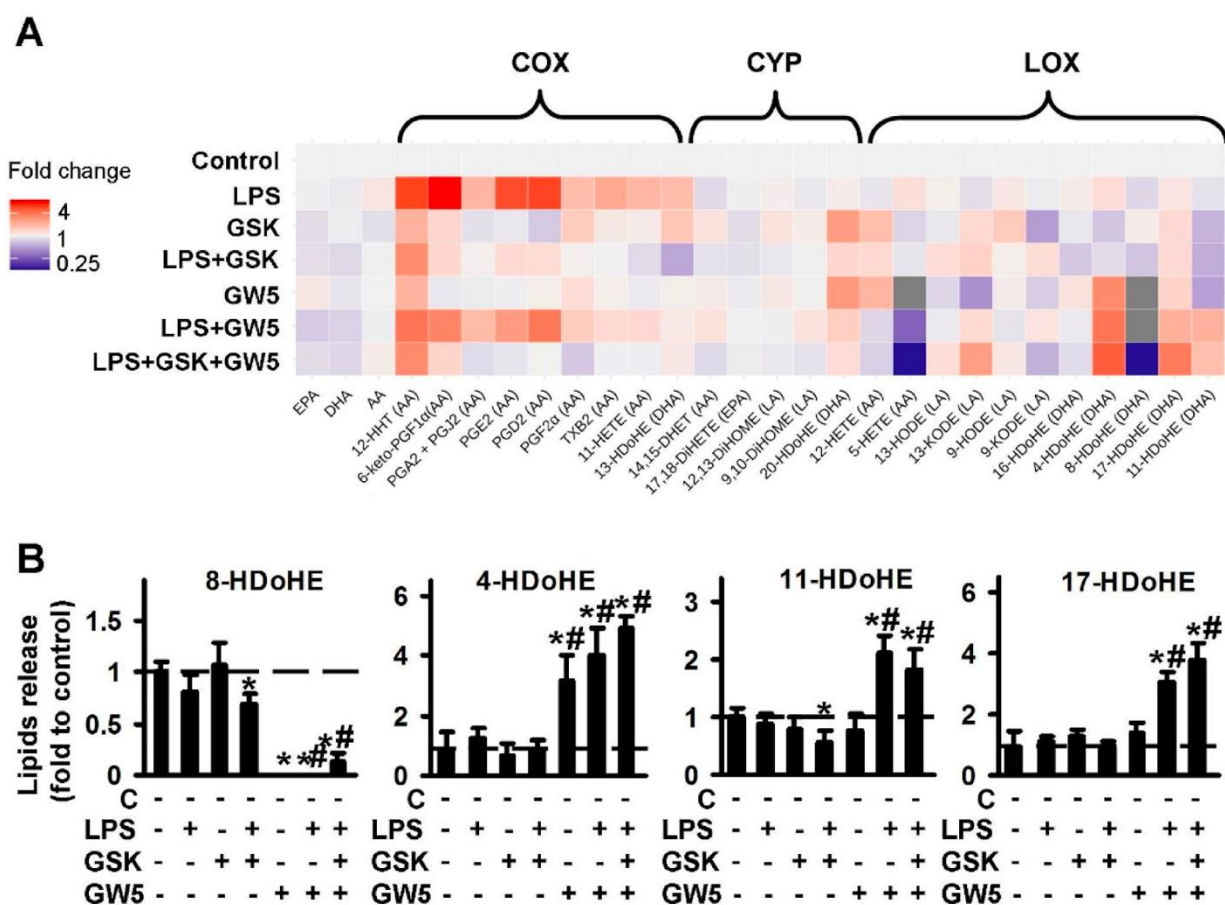 A
COX CYP LOX
Fold change
4
1
0.25
Control
LPS
GSK
LPS+GSK
GW5
LPS+GW5
LPS+GSK+GW5
EPA
DHA
AA
12-HHT (AA)
6-keto-PGF1α(AA)
PGA2 + PGJ2 (AA)
PGE2 (AA)
PGD2 (AA)
PGF2α (AA)
TXB2 (AA)
11-HETE (AA)
13-HDoHE (DHA)
14,15-DHET (AA)
17,18-DiHETE (EPA)
12,13-DiHOME (LA)
9,10-DiHOME (LA)
20-HDoHE (DHA)
12-HETE (AA)
5-HETE (AA)
13-HODE (LA)
13-KODE (LA)
9-HODE (LA)
9-KODE (LA)
16-HDoHE (DHA)
4-HDoHE (DHA)
8-HDoHE (DHA)
17-HDoHE (DHA)
11-HDoHE (DHA)
B
Lipids release
(fold to control)
8-HDoHE
1.5
1
0.5
0
* * *# *#
C - - - - - - -
LPS - + - + - + +
GSK - - + + - - +
GW5 - - - - + + +
4-HDoHE
6
4
2
0
*# *# *#
C - - - - - - -
LPS - + - + - + +
GSK - - + + - - +
GW5 - - - - + + +
11-HDoHE
3
2
1
0
* *# *#
C - - - - - - -
LPS - + - + - + +
GSK - - + + - - +
GW5 - - - - + + +
17-HDoHE
6
4
2
0
*# *#
C - - - - - - -
LPS - + - + - + +
GSK - - + + - - +
GW5 - - - - + + +